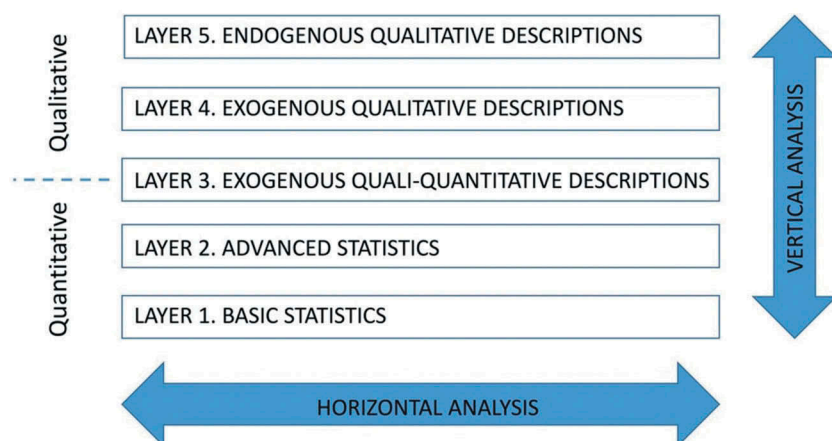 Qualitative
Quantitative
LAYER 5. ENDOGENOUS QUALITATIVE DESCRIPTIONS
LAYER 4. EXOGENOUS QUALITATIVE DESCRIPTIONS
LAYER 3. EXOGENOUS QUALI-QUANTITATIVE DESCRIPTIONS
LAYER 2. ADVANCED STATISTICS
LAYER 1. BASIC STATISTICS
VERTICAL ANALYSIS
HORIZONTAL ANALYSIS